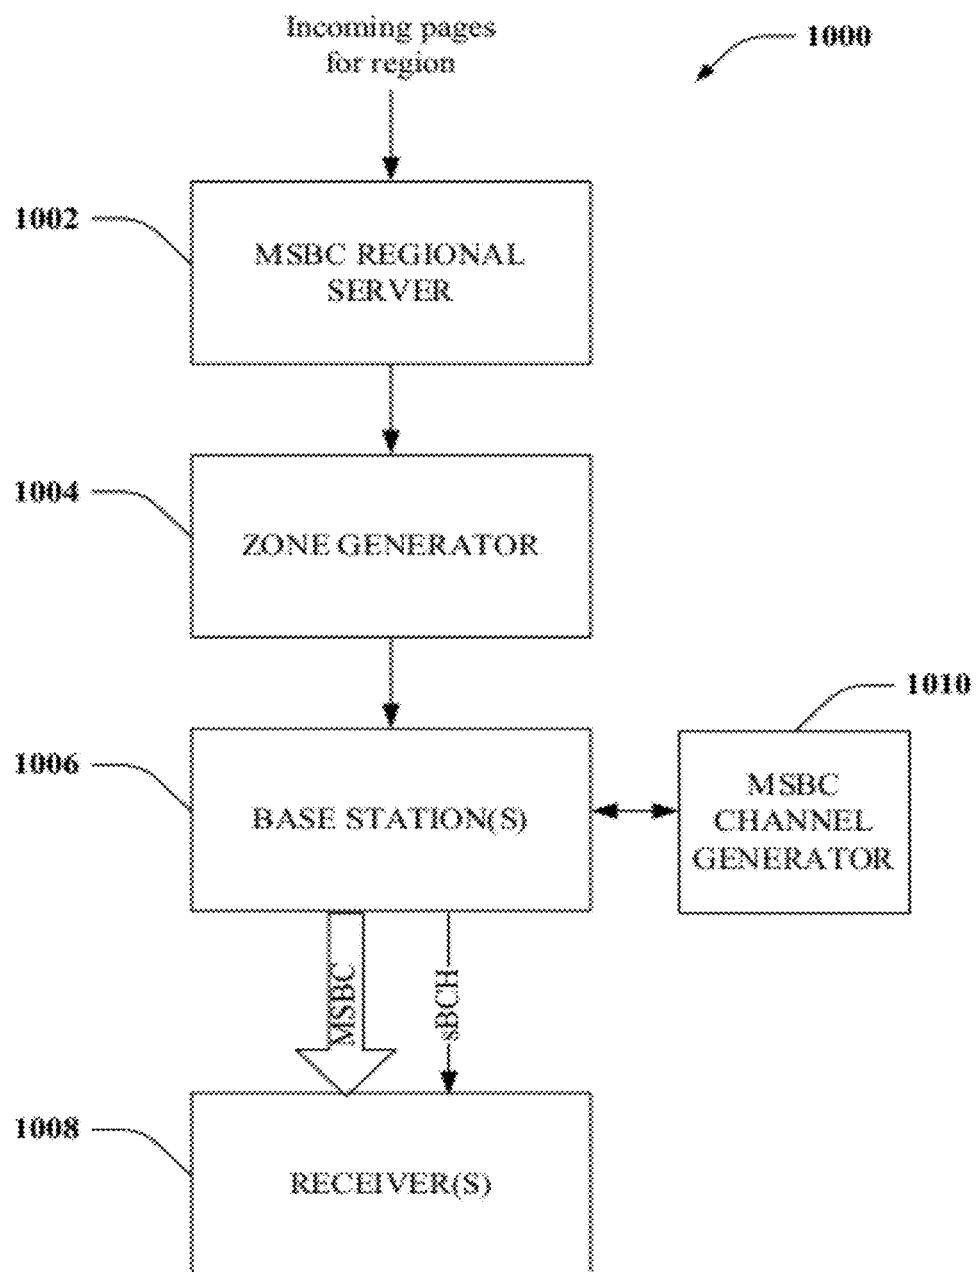 Incoming pages
for region
1000
1002
MSBC REGIONAL
SERVER
1004
ZONE GENERATOR
1010
1006
BASE STATION(S)
MSBC
CHANNEL
GENERATOR
MSBC
sBCH
1008
RECEIVER(S)